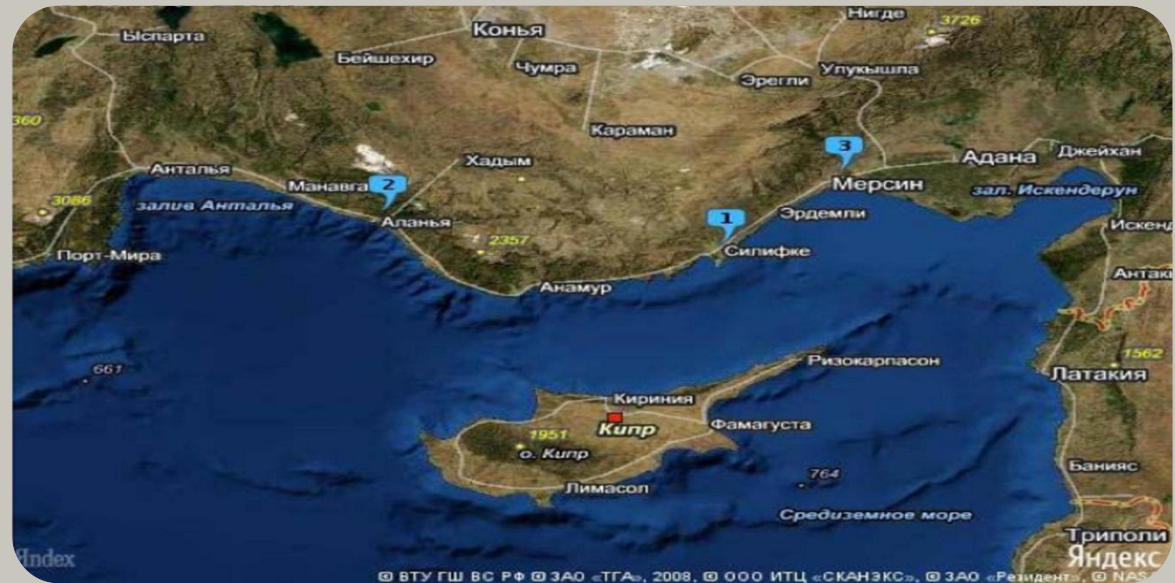 Нигде
3726
Ыспарта
Конья
Бейшехир
Чумра
Улукышла
Эрегли
360
Караман
3
Анталья
Хадым
Адана
Джейхан
Манавга
2
Мерсин
зал. Искендерун
3086
залив Анталья
Аланья
1
Эрдемли
Искенд
2357
Силифке
Порт-Мира
Антакь
Анамур
661
Ризокарпасон
1562
Латакия
Кириния
Кипр
Фамагуста
1951
о. Кипр
Банияс
764
Лимасол
Средиземное море
Триполи
Яндекс
© ВТУ ГШ ВС РФ © ЗАО «ТГА», 2008, © ООО ИТЦ «СКАНЭКС», © ЗАО «Резидент», © NAS